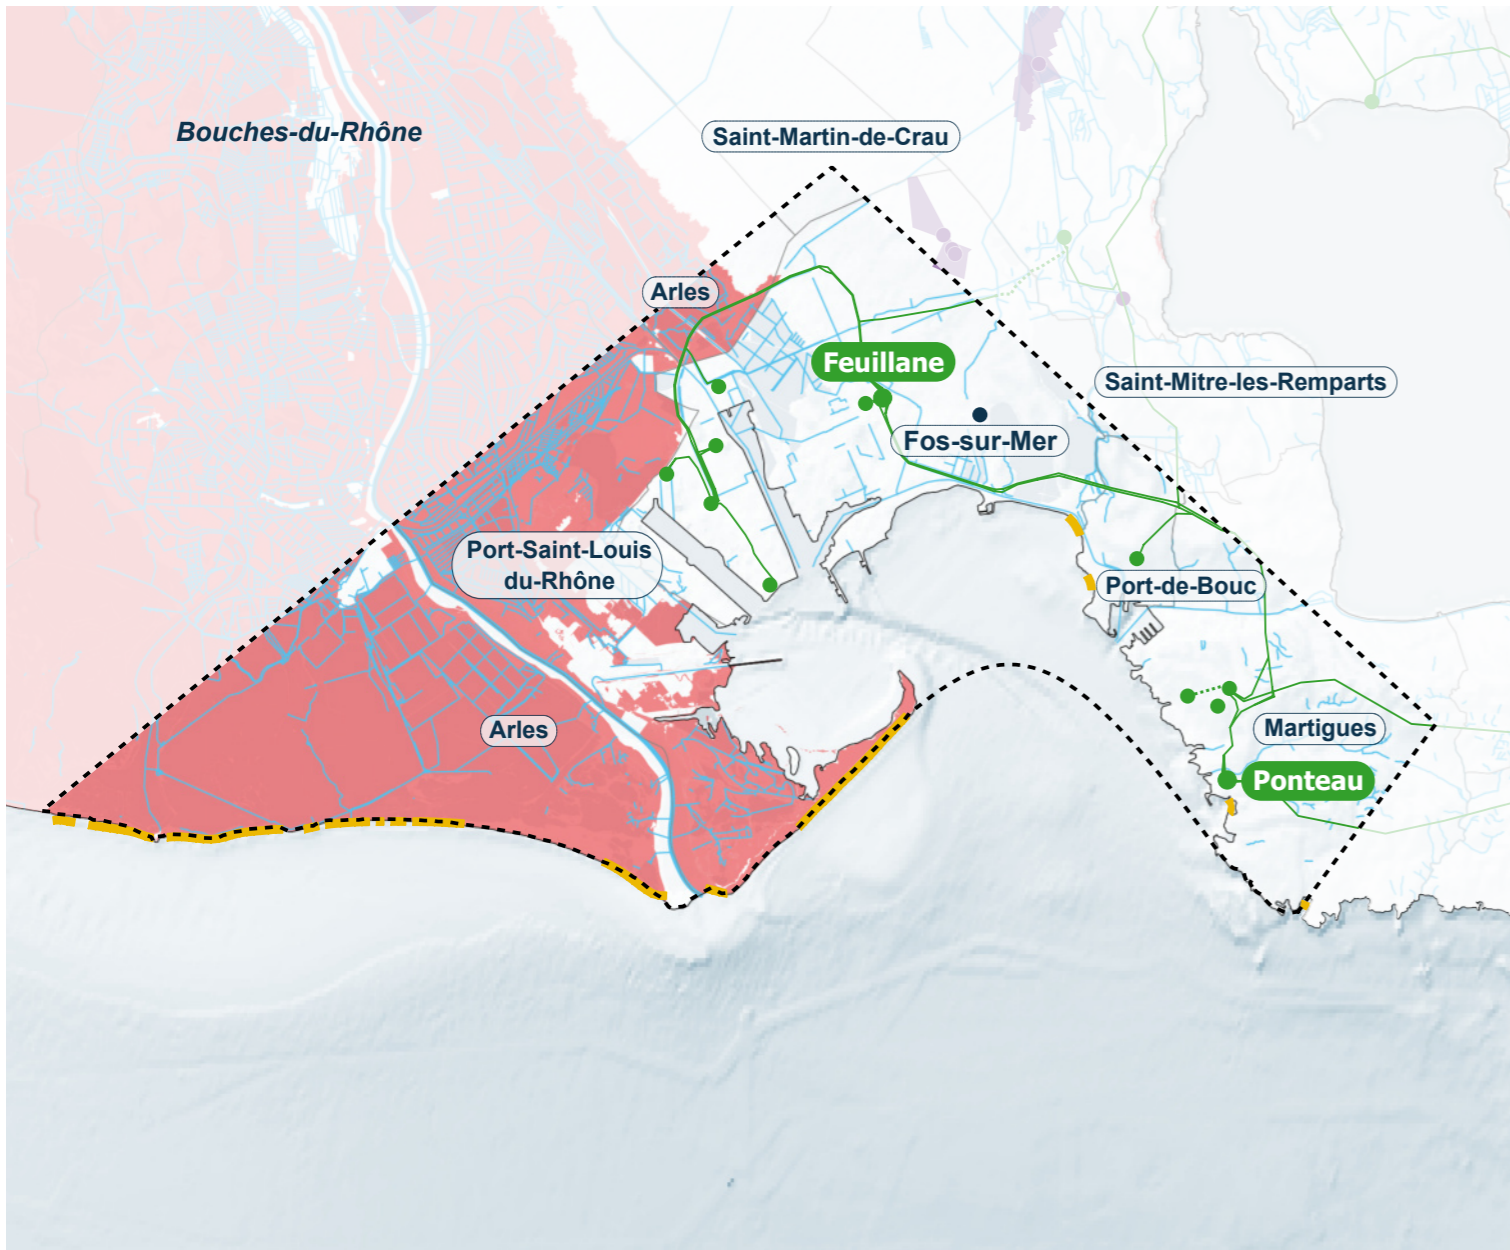 Bouches-du-Rhône
Saint-Martin-de-Crau
Arles
Feuillane
Saint-Mitre-les-Remparts
Fos-sur-Mer
Port-Saint-Louis
du-Rhône
Port-de-Bouc
Arles
Martigues
Ponteau